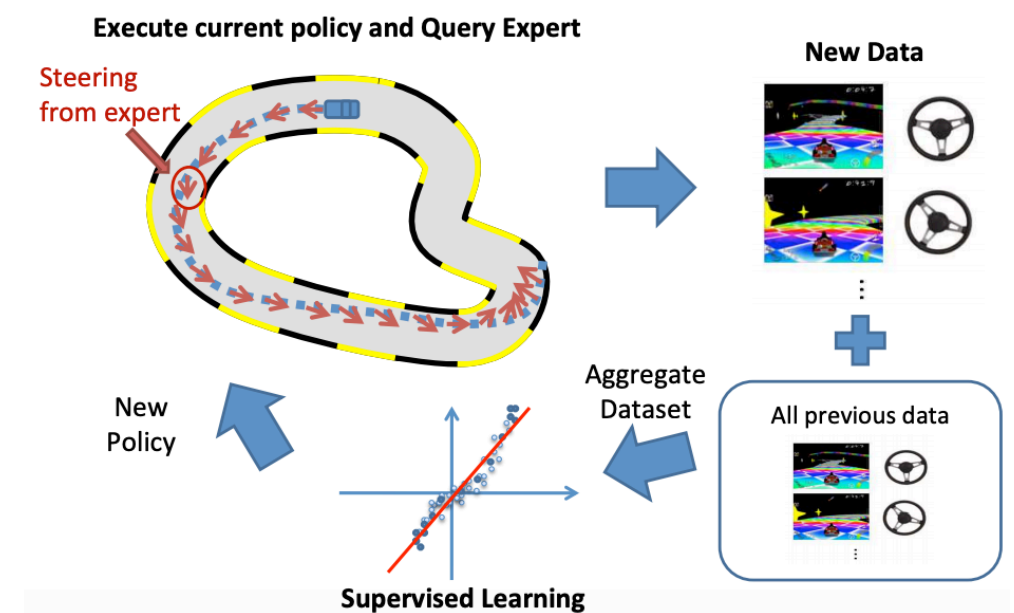 Execute current policy and Query Expert
Steering
from expert
New Data
All previous data
Aggregate
Dataset
Supervised Learning
New
Policy